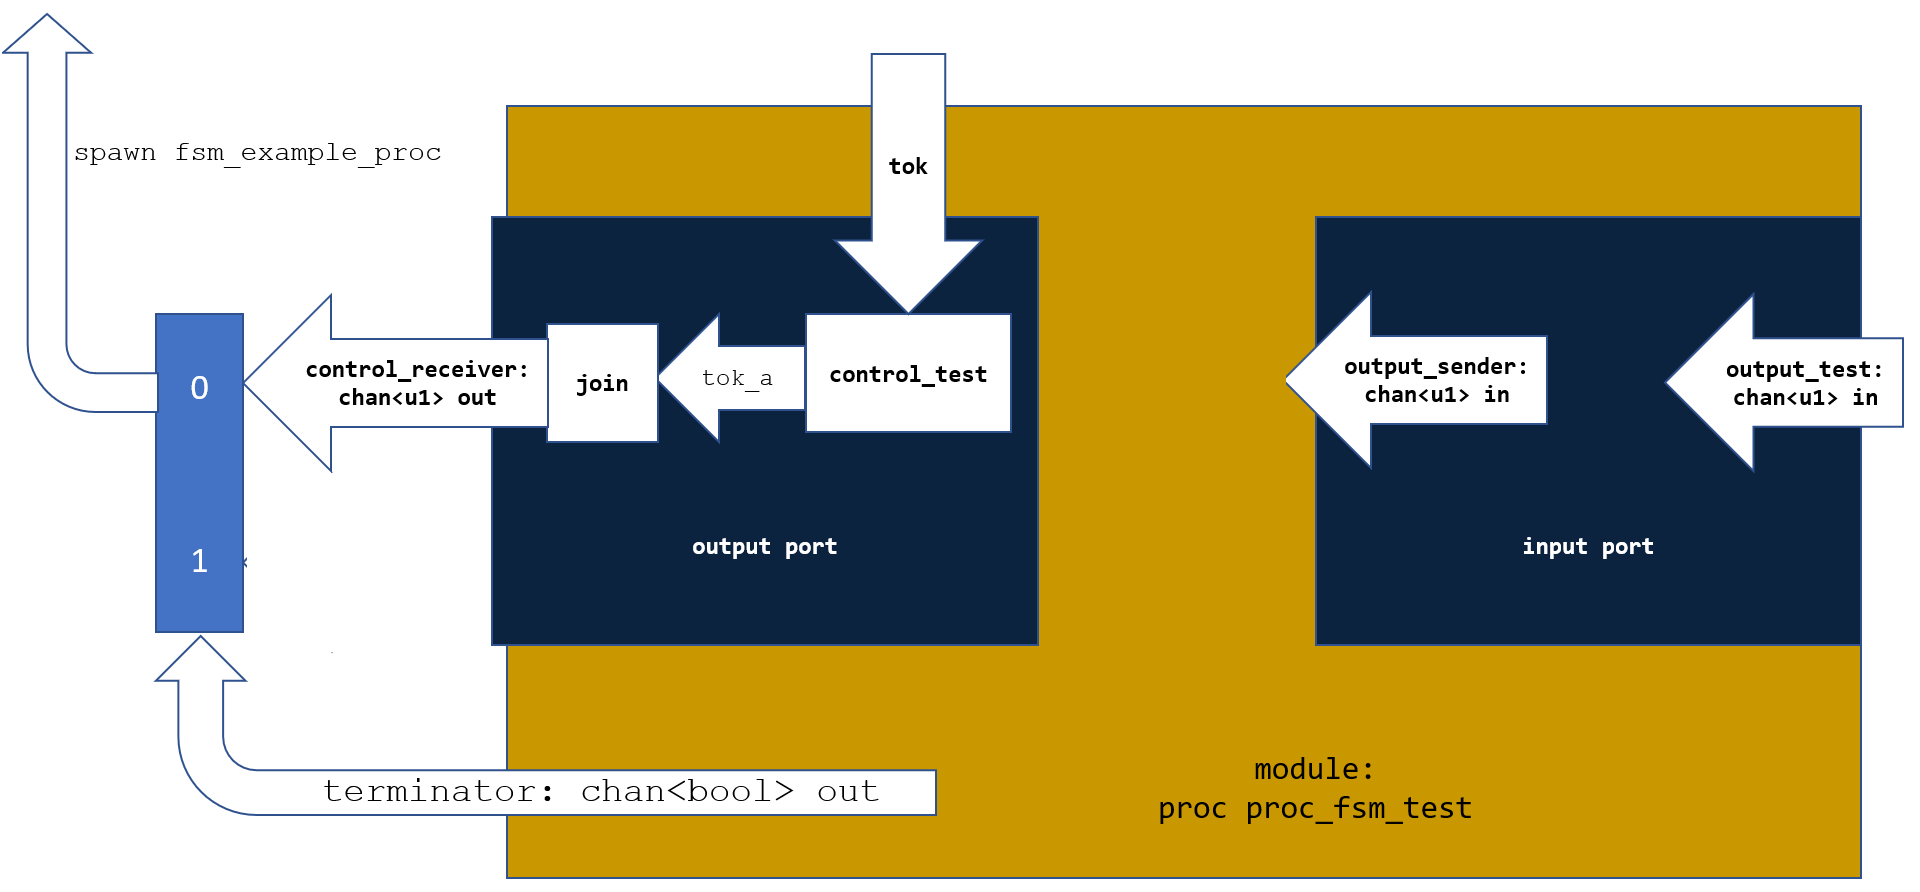 spawn fsm_example_proc
tok
control_receiver:
chan<u1> out
join
tok_a
control_test
output_sender:
chan<u1> in
output_test:
chan<u1> in
0
1
output port
input port
terminator: chan<bool> out
module:
proc proc_fsm_test